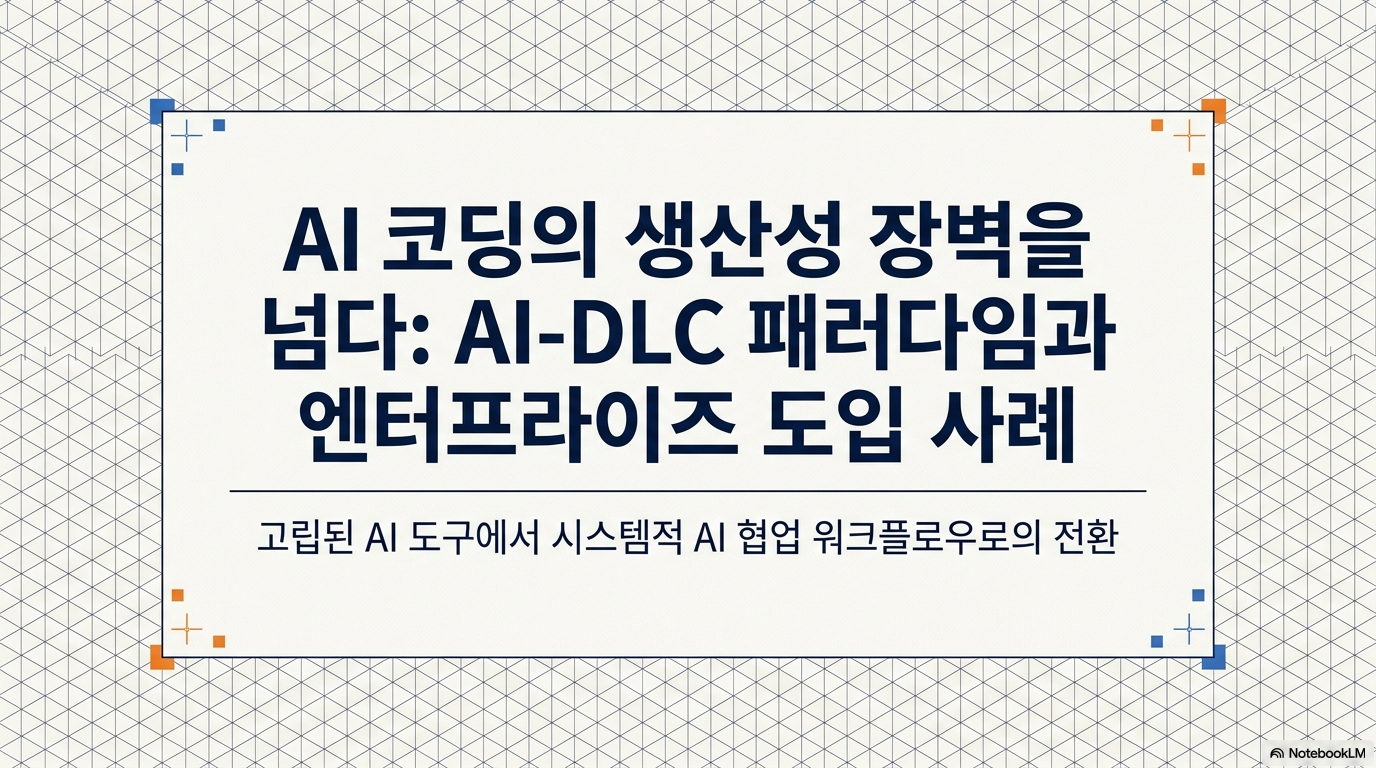 AI 코딩의 생산성 장벽을
넘다: AI-DLC 패러다임과
엔터프라이즈 도입 사례
고립된 AI 도구에서 시스템적 AI 협업 워크플로우로의 전환
NotebookLM